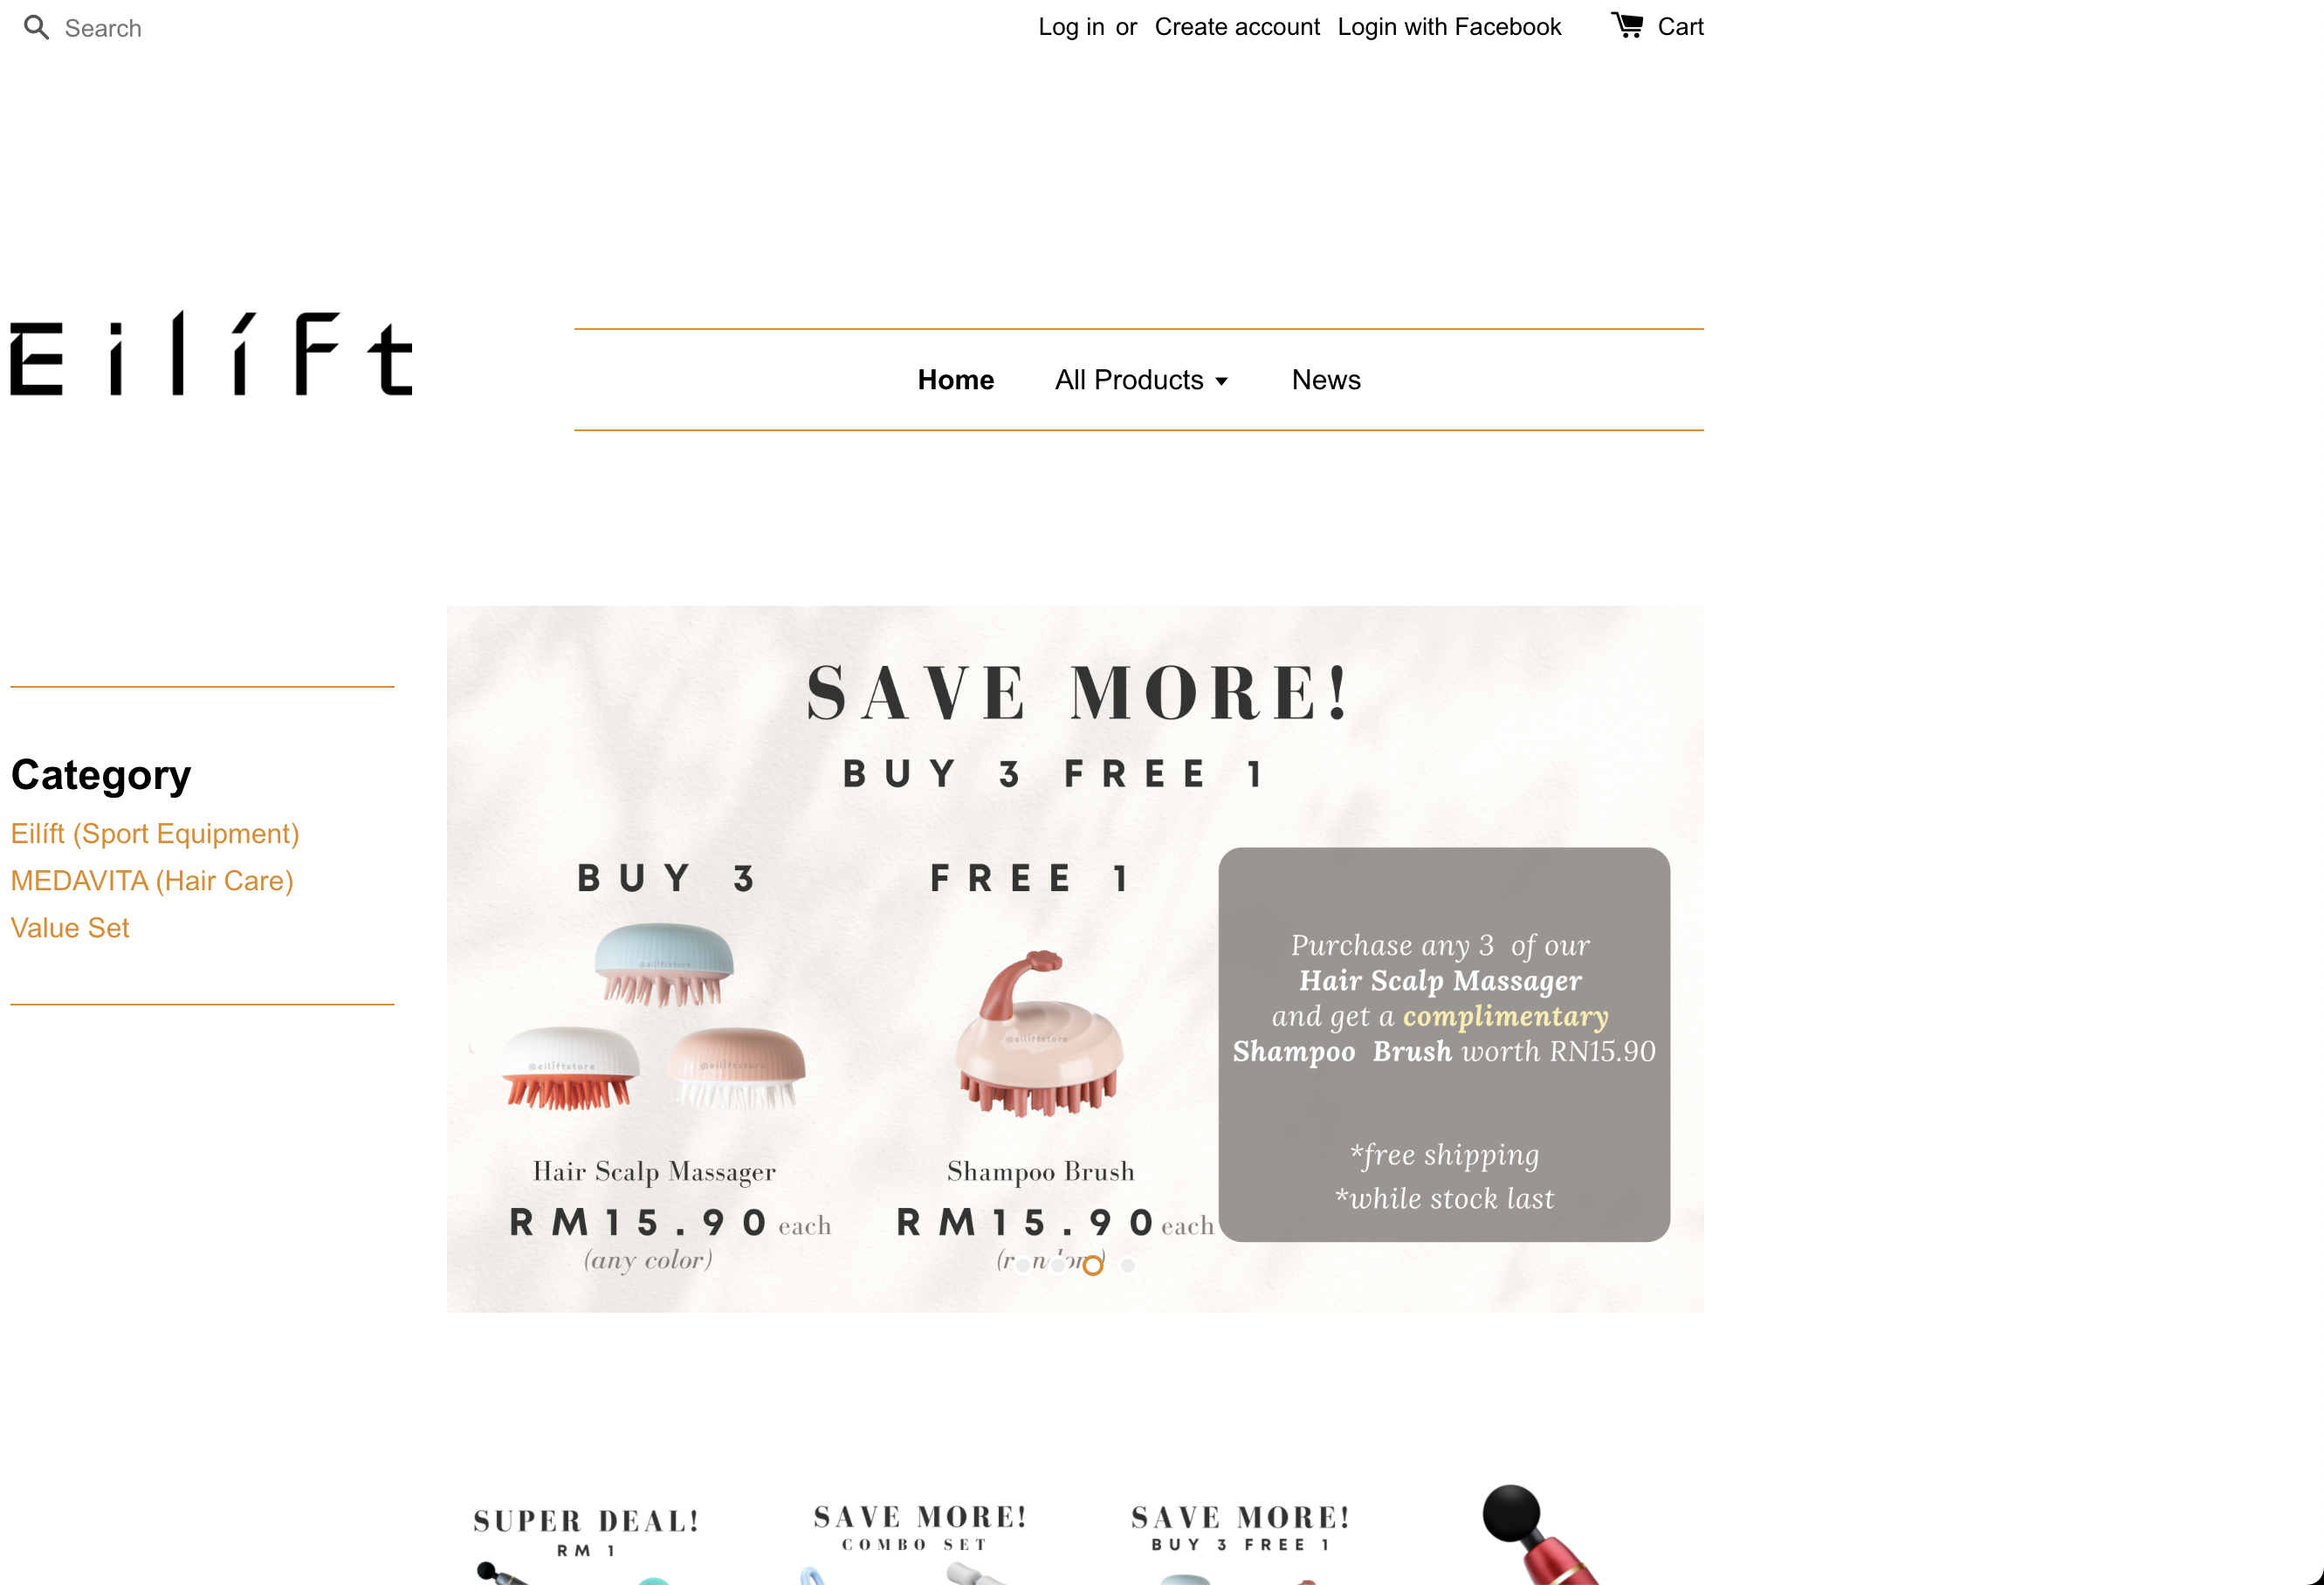 Search
Log in or Create account Login with Facebook Cart
Eilíft
Home All Products News
Category
Eilíft (Sport Equipment)
MEDAVITA (Hair Care)
Value Set
SAVE MORE!
BUY 3 FREE 1
BUY 3
@eilíftstore
@eilíftstore
@eilíftstore
Hair Scalp Massager
RM15.90 each
(any color)
FREE 1
@eilíftstore
Shampoo Brush
RM15.90 each
Purchase any 3 of our
Hair Scalp Massager
and get a complimentary
Shampoo Brush worth RN15.90
*free shipping
*while stock last
SUPER DEAL!
RM 1
SAVE MORE!
COMBO SET
SAVE MORE!
BUY 3 FREE 1